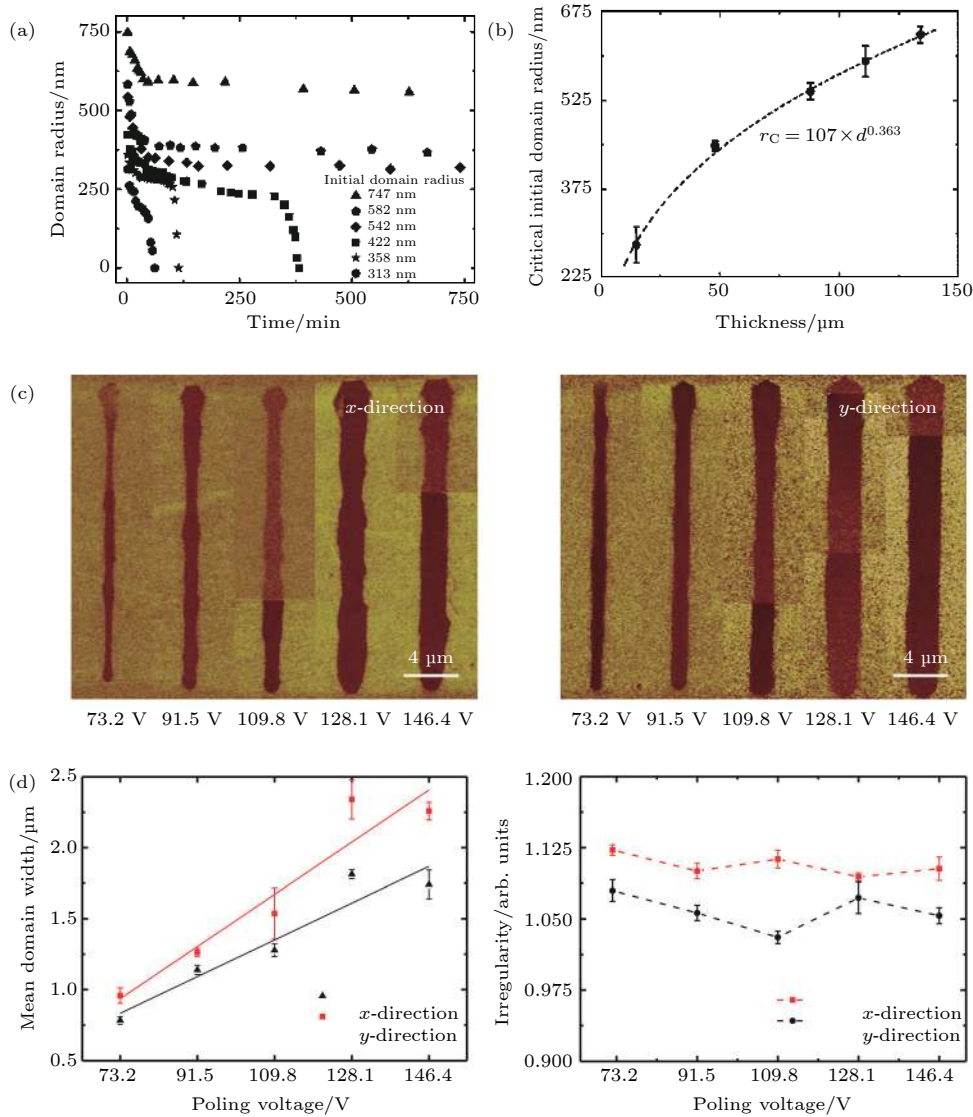 (a)
750
500
250
0
Domain radius/nm
0 250 500 750
Time/min
Initial domain radius
747 nm
582 nm
542 nm
422 nm
358 nm
313 nm
(b)
675
525
375
225
Critical initial domain radius/nm
r_C = 107 × d^0.363
0 50 100 150
Thickness/µm
(c)
x-direction
4 µm
73.2 V 91.5 V 109.8 V 128.1 V 146.4 V
y-direction
4 µm
73.2 V 91.5 V 109.8 V 128.1 V 146.4 V
(d)
2.5
2.0
1.5
1.0
0.5
Mean domain width/µm
x-direction
y-direction
73.2 91.5 109.8 128.1 146.4
Poling voltage/V
1.200
1.125
1.050
0.975
0.900
Irregularity/arb. units
x-direction
y-direction
73.2 91.5 109.8 128.1 146.4
Poling voltage/V